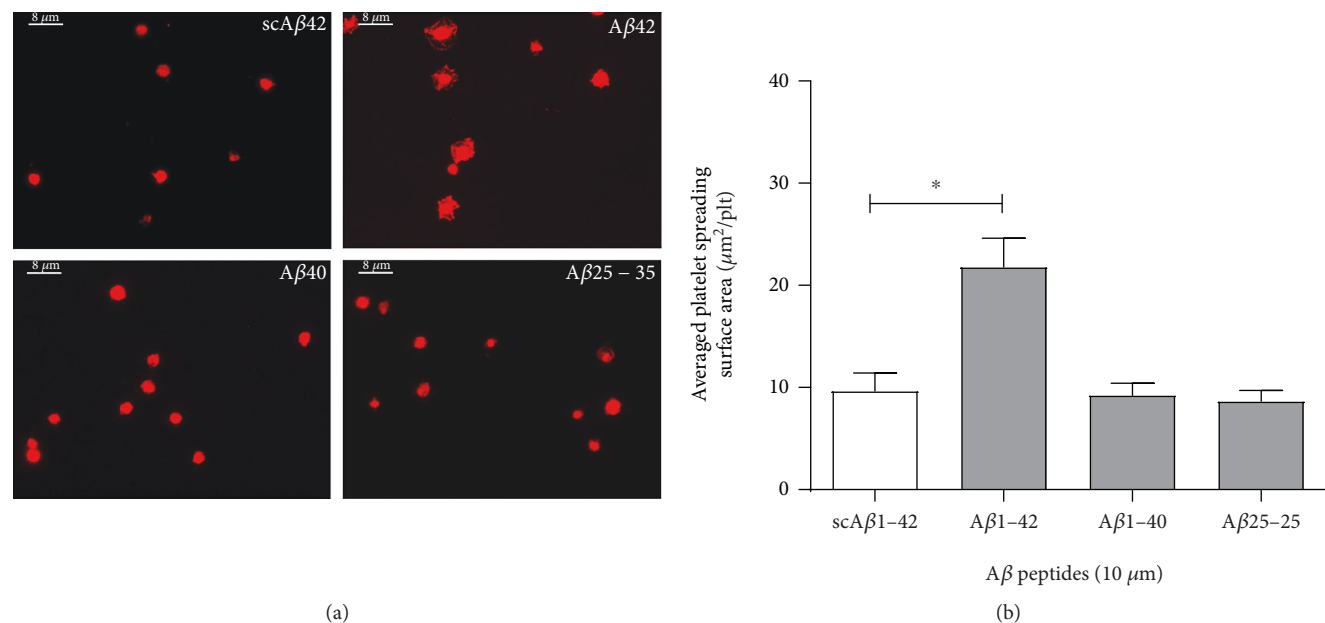 8 μm
scAβ42
8 μm
Aβ42
8 μm
Aβ40
8 μm
Aβ25 – 35
(a)
Averaged platelet spreading
surface area (μm²/plt)
40
30
20
10
0
*
scAβ1–42
Aβ1–42
Aβ1–40
Aβ25–25
Aβ peptides (10 μm)
(b)